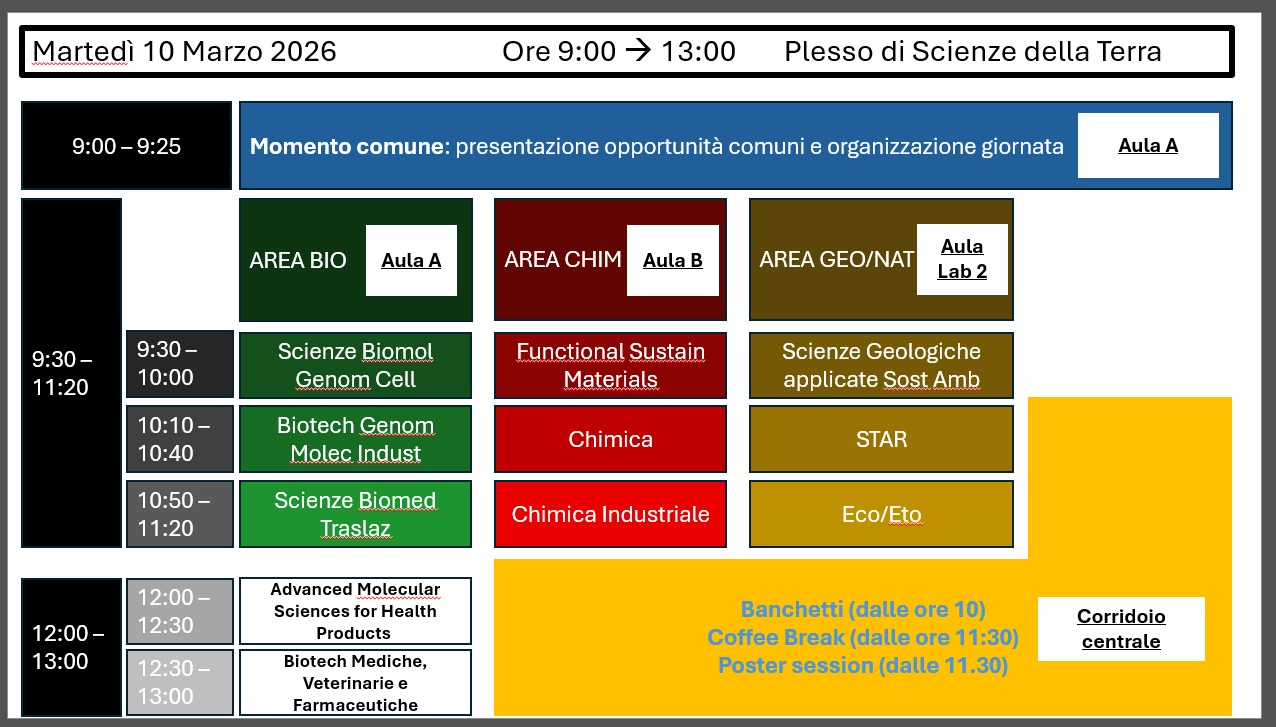 Martedì 10 Marzo 2026 Ore 9:00 → 13:00 Plesso di Scienze della Terra
9:00 – 9:25
Momento comune: presentazione opportunità comuni e organizzazione giornata
Aula A
9:30 –
11:20
AREA BIO
Aula A
AREA CHIM
Aula B
AREA GEO/NAT
Aula
Lab 2
9:30 –
10:00
Scienze Biomol
Genom Cell
Functional Sustain
Materials
Scienze Geologiche
applicate Sost Amb
10:10 –
10:40
Biotech Genom
Molec Indust
Chimica
STAR
10:50 –
11:20
Scienze Biomed
Traslaz
Chimica Industriale
Eco/Eto
12:00 –
13:00
12:00 –
12:30
Advanced Molecular
Sciences for Health
Products
12:30 –
13:00
Biotech Mediche,
Veterinarie e
Farmaceutiche
Banchetti (dalle ore 10)
Coffee Break (dalle ore 11:30)
Poster session (dalle 11.30)
Corridoio
centrale